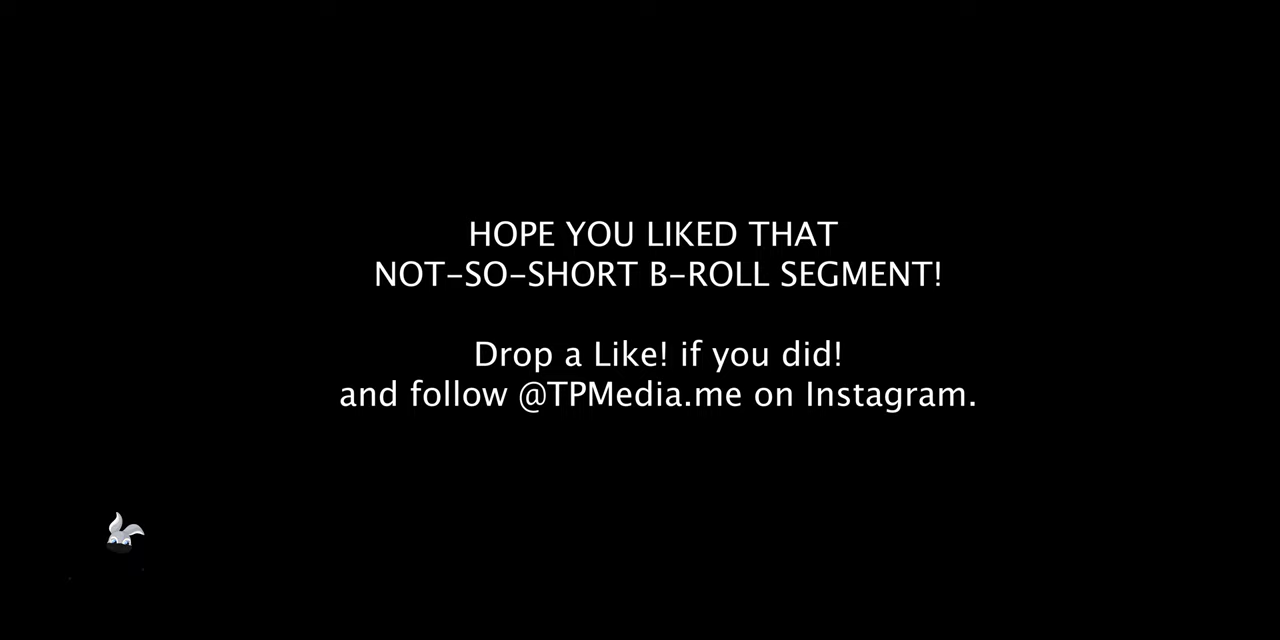 HOPE YOU LIKED THAT
NOT-SO-SHORT B-ROLL SEGMENT!
Drop a Like! if you did!
and follow @TPMedia.me on Instagram.